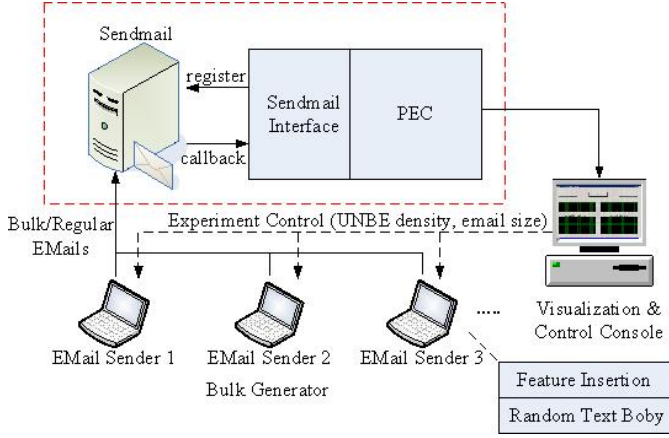 Sendmail
register
Sendmail
Interface
PEC
callback
Bulk/Regular
EMails
Experiment Control (UNBE density, email size)
.....
Visualization &
Control Console
EMail Sender 1
EMail Sender 2
EMail Sender 3
Bulk Generator
Feature Insertion
Random Text Boby